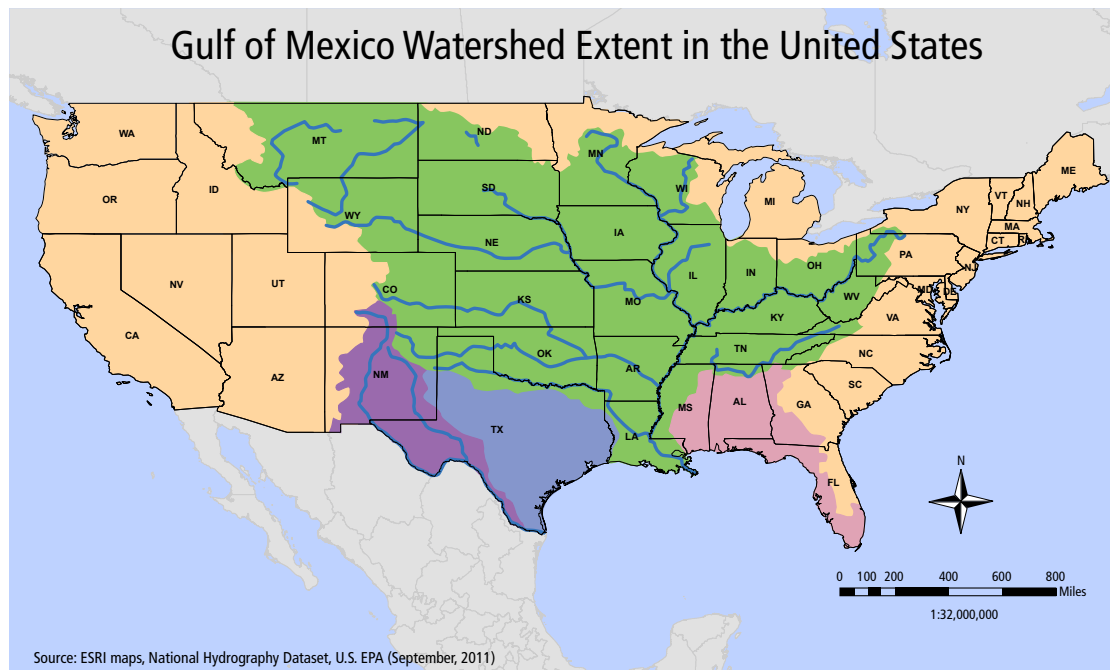 Gulf of Mexico Watershed Extent in the United States
WA
MT
ND
MN
ME
OR
ID
SD
WI
MI
VT
NH
NY
WY
MA
CT
RI
NE
IA
PA
NJ
NV
UT
CO
IL
IN
OH
MD
DE
KS
MO
WV
VA
KY
CA
AZ
NM
OK
AR
TN
NC
SC
MS
AL
GA
TX
LA
FL
N
0 100 200 400 600 800
Miles
1:32,000,000
Source: ESRI maps, National Hydrography Dataset, U.S. EPA (September, 2011)